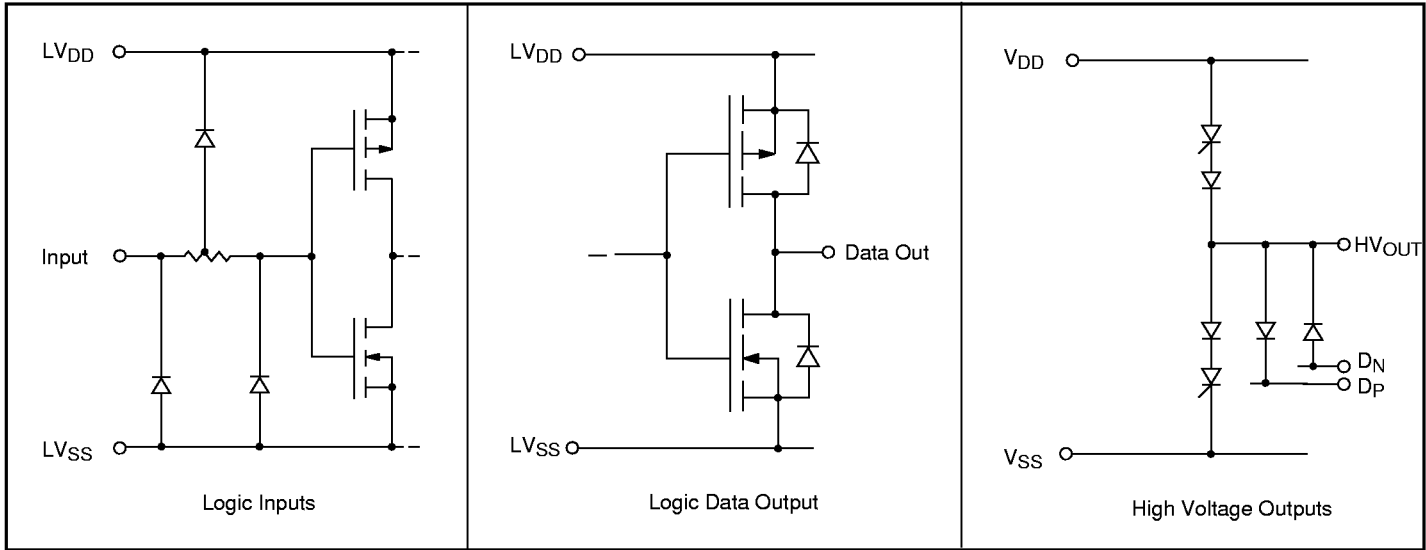 LVDD
Input
LVSS
Logic Inputs
LVDD
Data Out
LVSS
Logic Data Output
VDD
HVOUT
DN
DP
VSS
High Voltage Outputs